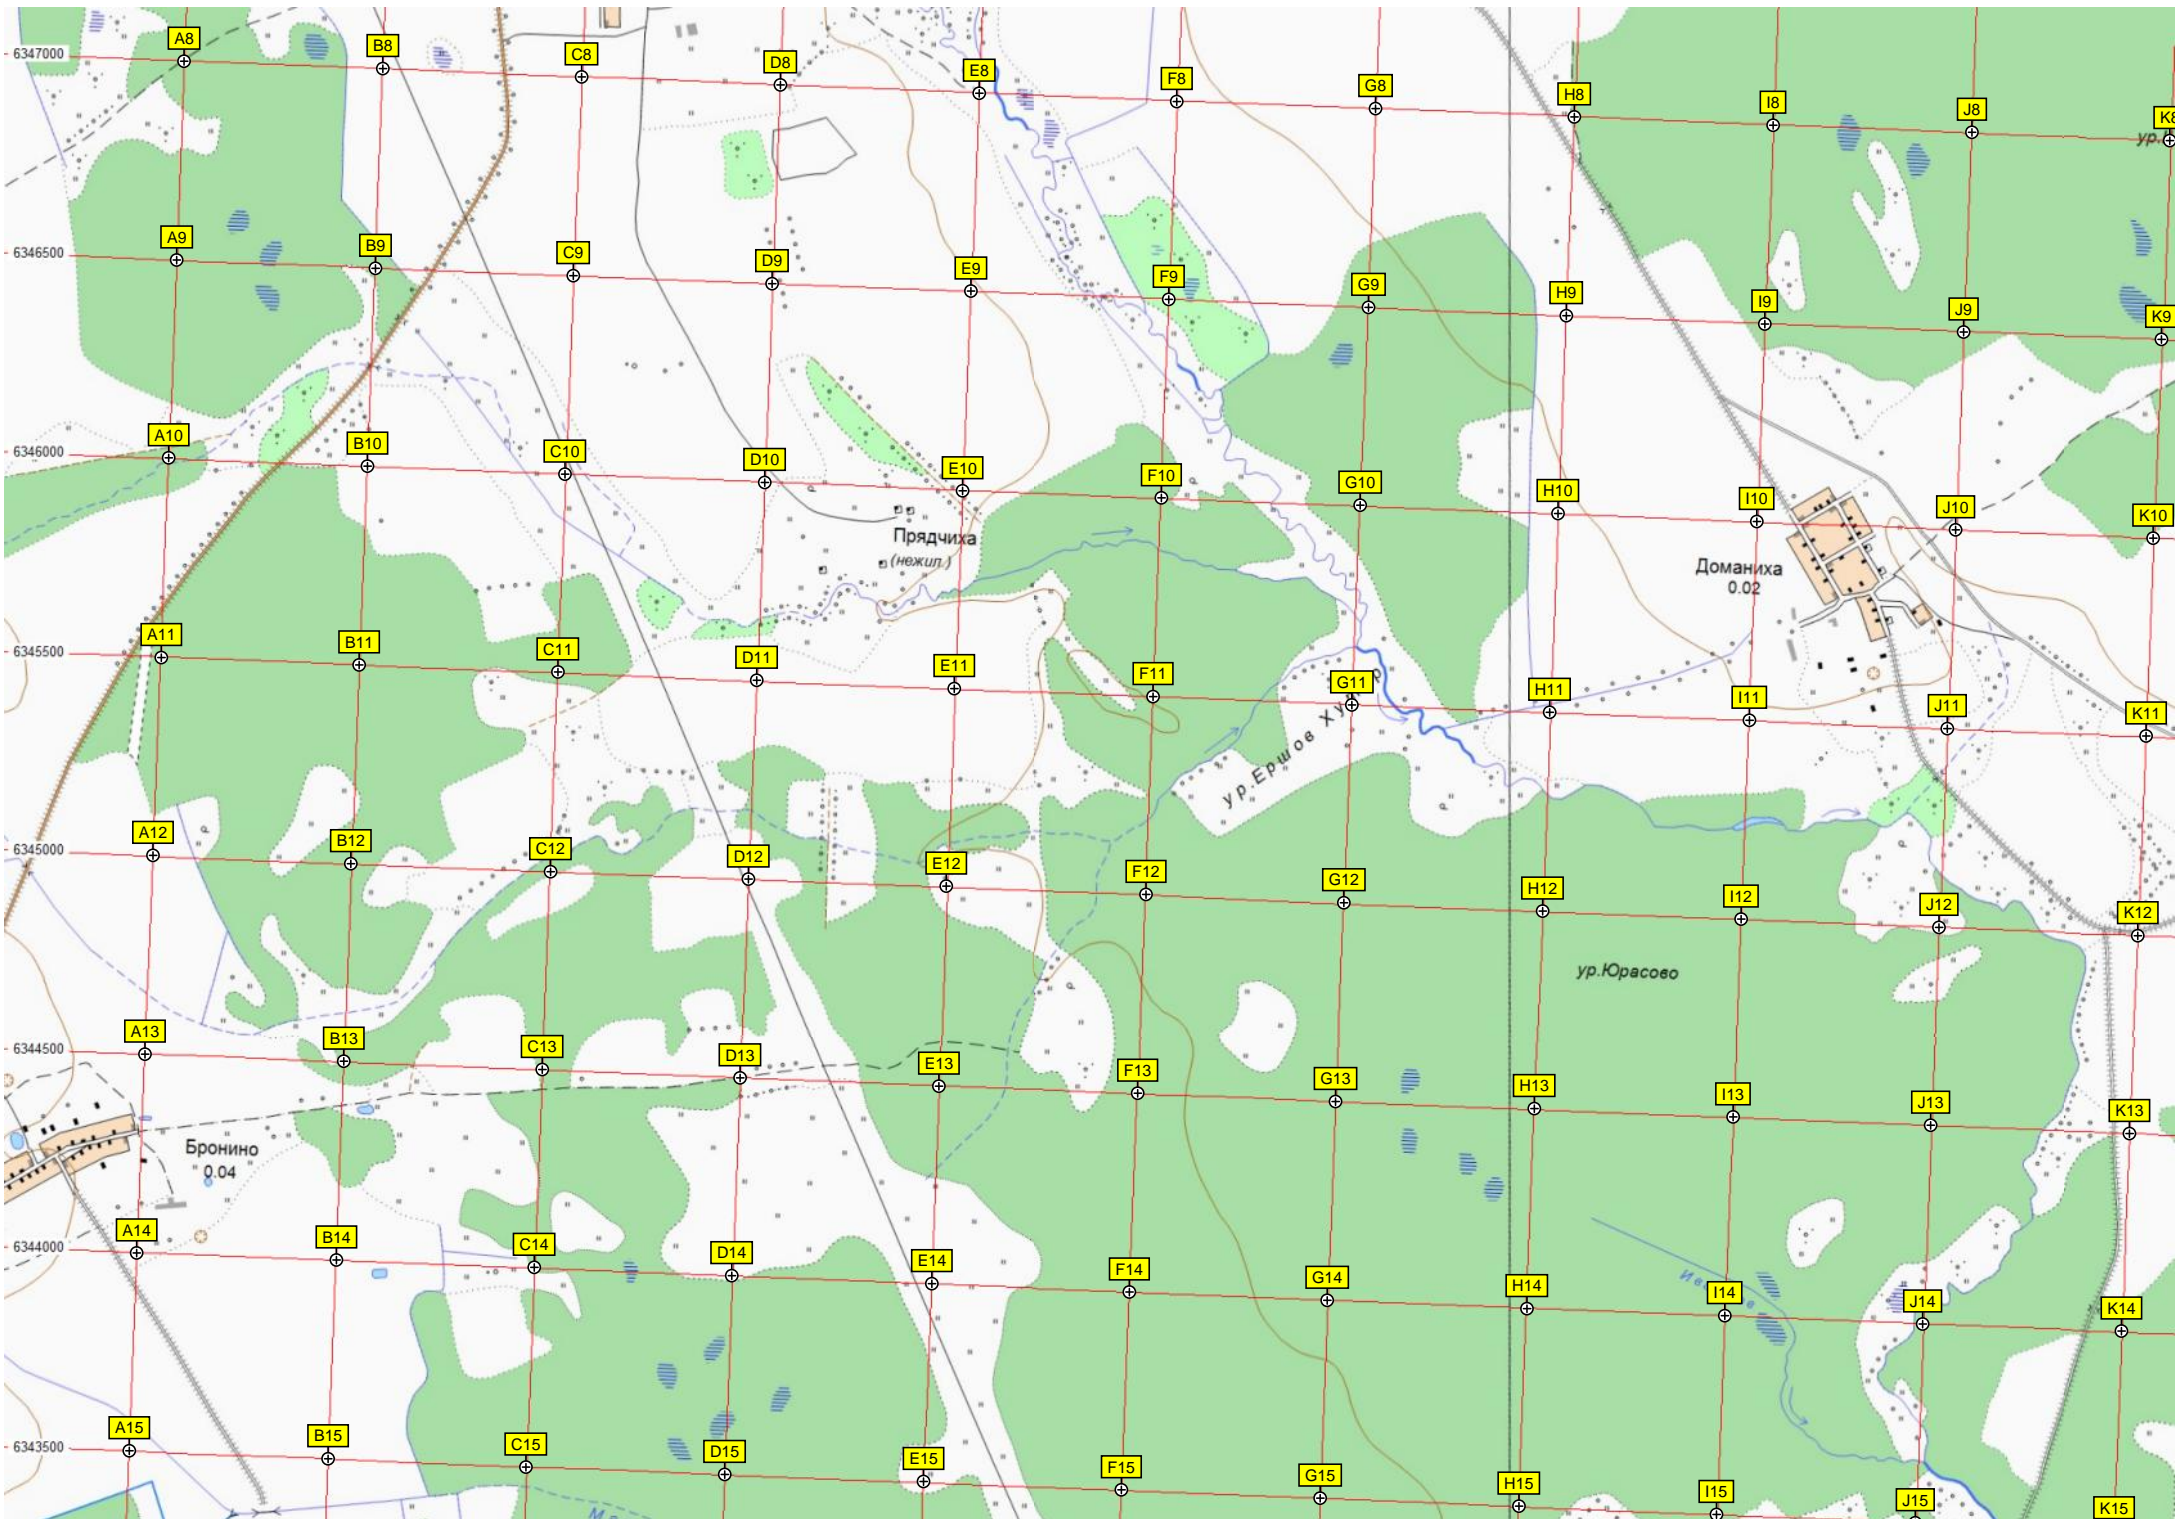 6347000 A8 B8 C8 D8 E8 F8 G8 H8 I8 J8 K8
ур.
6346500 A9 B9 C9 D9 E9 F9 G9 H9 I9 J9 K9
6346000 A10 B10 C10 D10 E10 F10 G10 H10 I10 J10 K10
Прядчиха
(нежил.)
Доманиха
0.02
6345500 A11 B11 C11 D11 E11 F11 G11 H11 I11 J11 K11
ур.Ершов
6345000 A12 B12 C12 D12 E12 F12 G12 H12 I12 J12 K12
ур.Юрасово
6344500 A13 B13 C13 D13 E13 F13 G13 H13 I13 J13 K13
Бронино
0.04
6344000 A14 B14 C14 D14 E14 F14 G14 H14 I14 J14 K14
6343500 A15 B15 C15 D15 E15 F15 G15 H15 I15 J15 K15